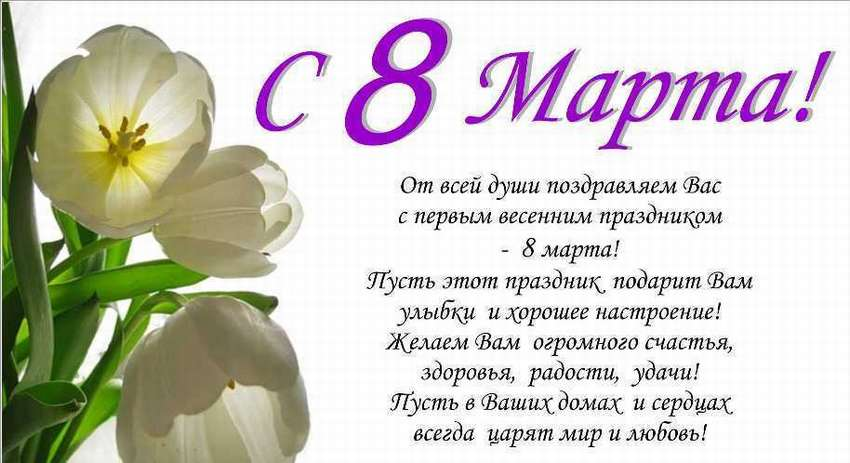 С 8 Марта!
От всей души поздравляем Вас
с первым весенним праздником
- 8 марта!
Пусть этот праздник подарит Вам
улыбки и хорошее настроение!
Желаем Вам огромного счастья,
здоровья, радости, удачи!
Пусть в Ваших домах и сердцах
всегда царят мир и любовь!